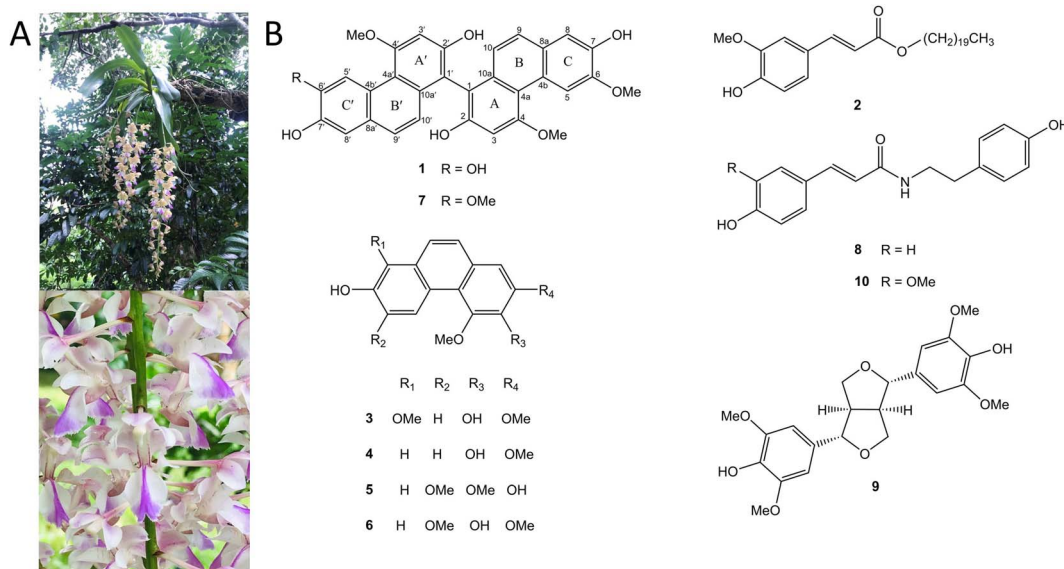 A
B
MeO
3'
OH
4'
2'
A'
4a'
1'
R
5'
6'
4b'
10a'
C'
B'
7'
8a'
10'
HO
8'
9'
9
8
10
8a
7
OH
B
C
10a
4b
6
1
4a
5
OMe
A
2
4
HO
3
OMe
1 R = OH
7 R = OMe
R1
HO
R4
R2
MeO
R3
R1 R2 R3 R4
3 OMe H OH OMe
4 H H OH OMe
5 H OMe OMe OH
6 H OMe OH OMe
O
MeO
O
(CH2)19CH3
HO
2
OH
R
O
N
H
HO
8 R = H
10 R = OMe
OMe
OH
O
OMe
MeO
H
H
HO
O
OMe
9